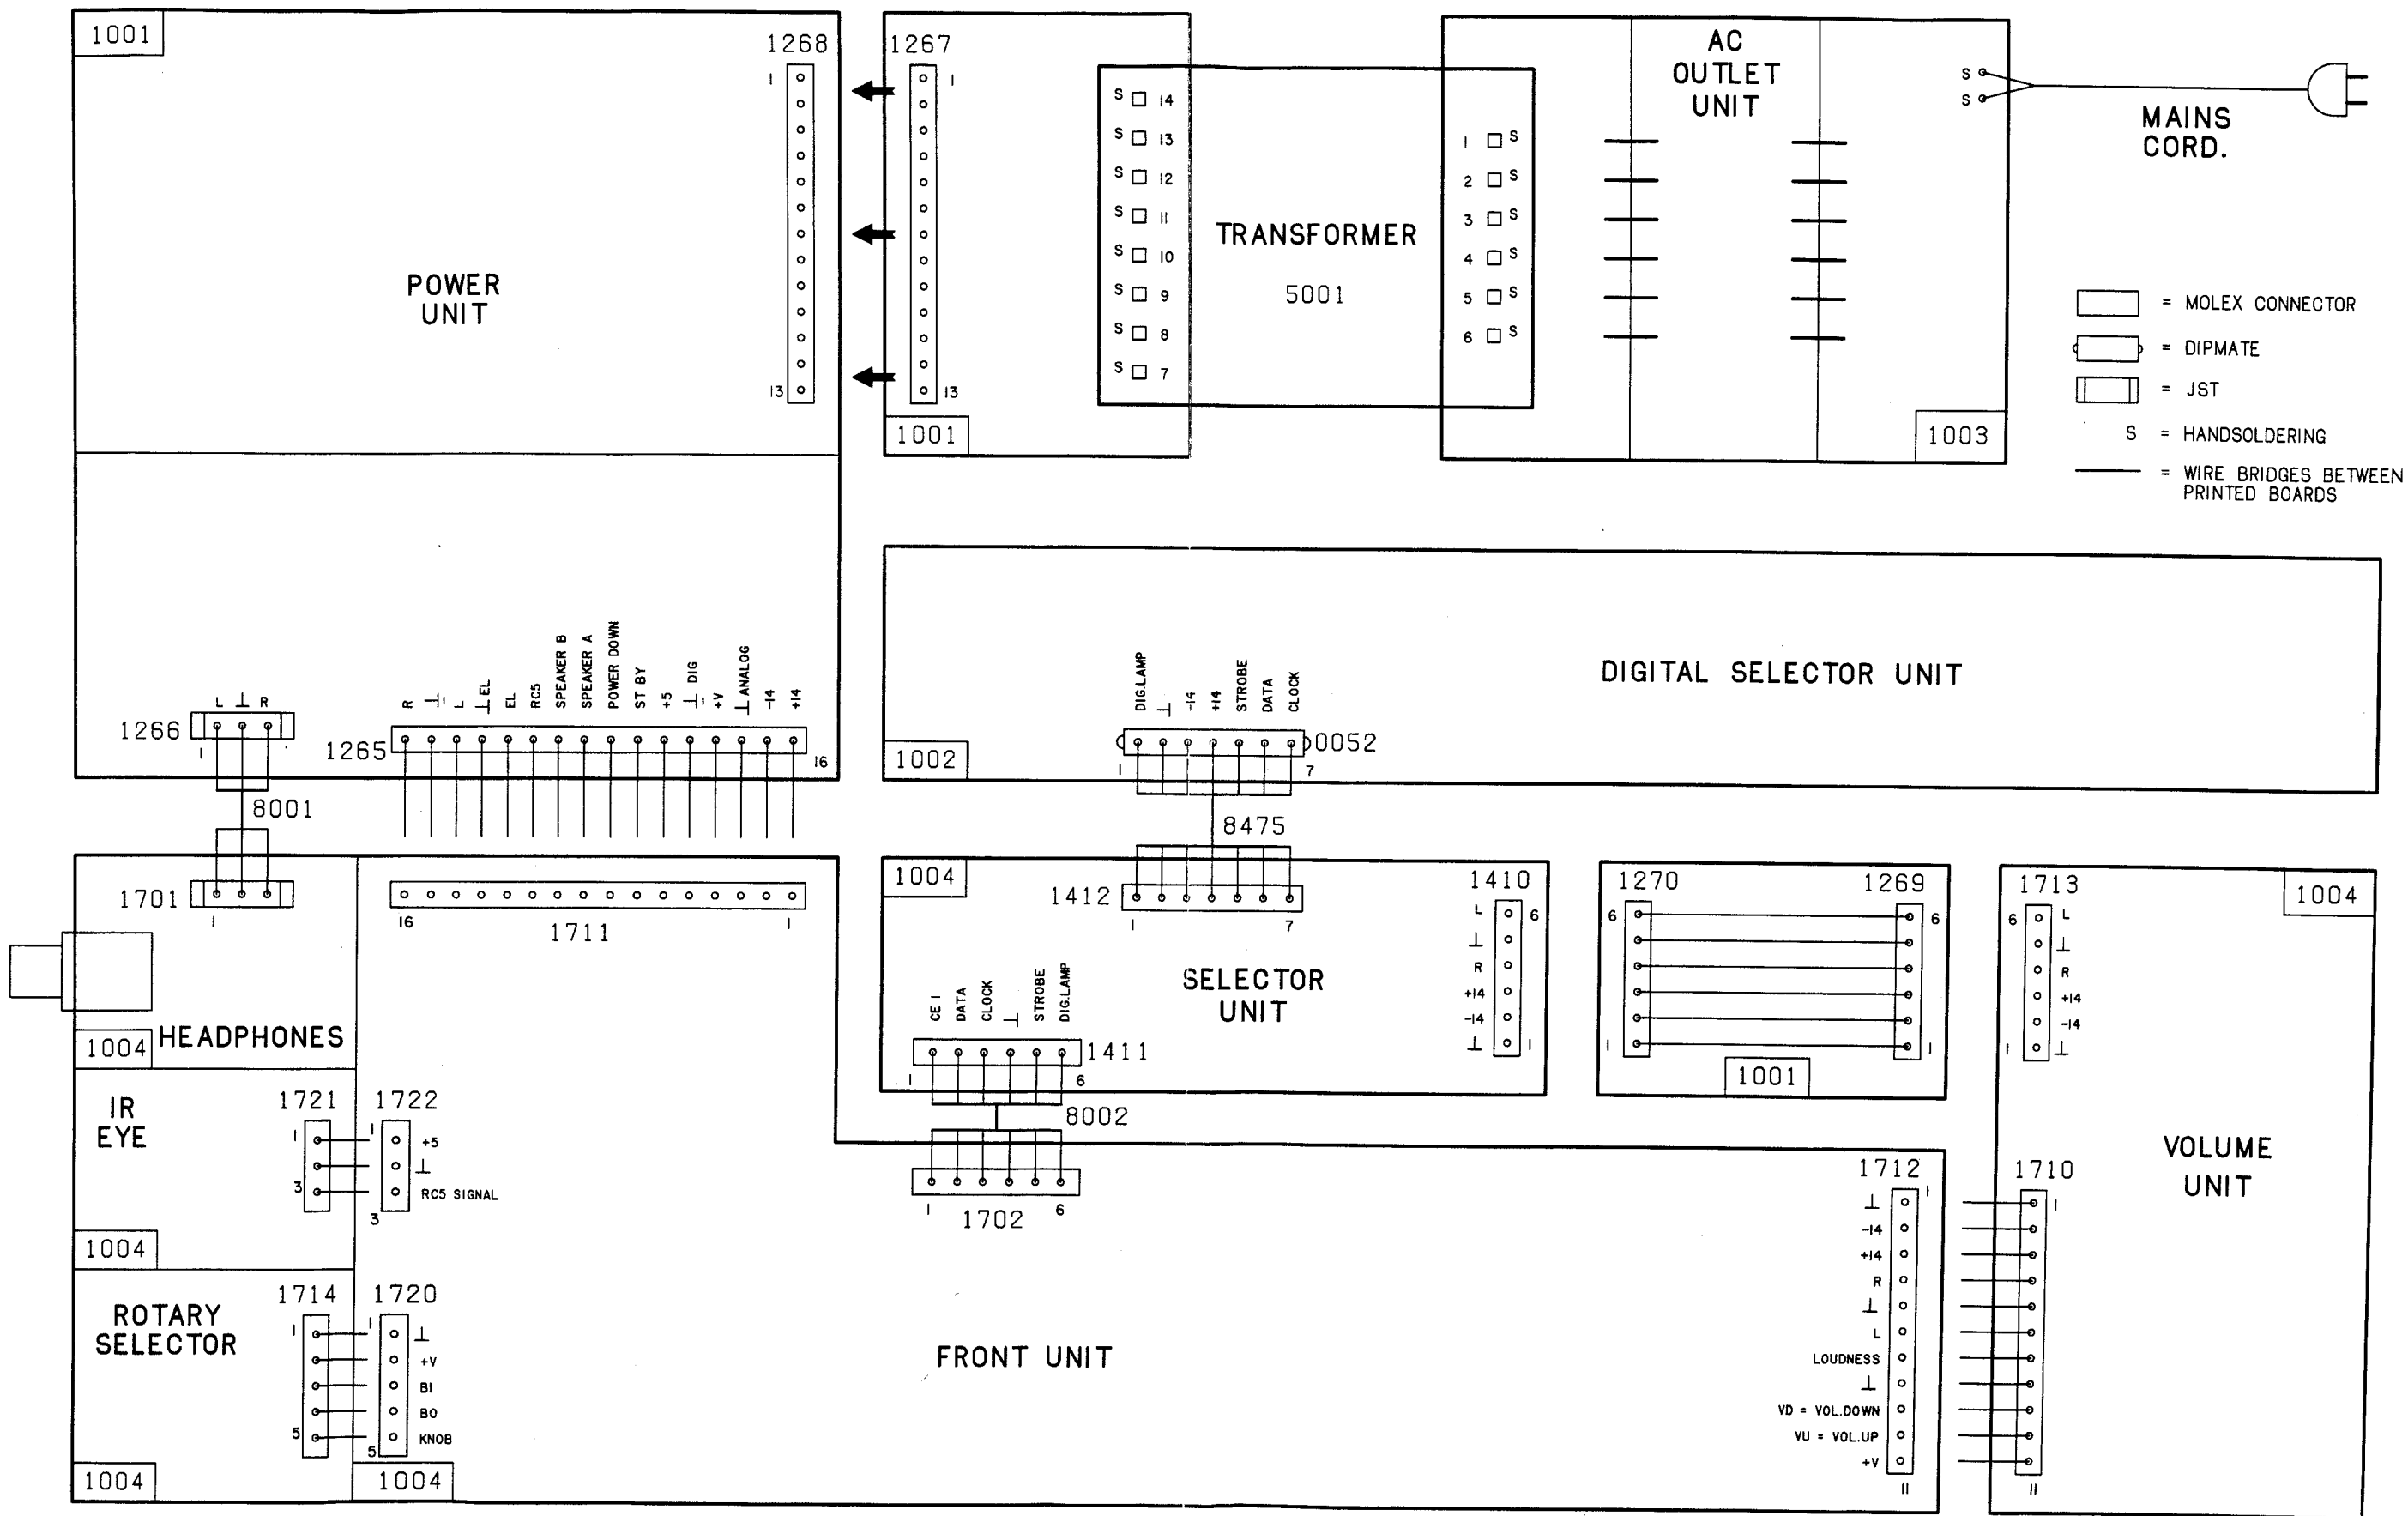 1001
1268
1
13
POWER
UNIT
1267
1
13
1001
S 14
S 13
S 12
S 11
S 10
S 9
S 8
S 7
TRANSFORMER
5001
1 S
2 S
3 S
4 S
5 S
6 S
AC
OUTLET
UNIT
S
S
1003
MAINS
CORD.
= MOLEX CONNECTOR
= DIPMATE
= JST
S = HANDSOLDERING
= WIRE BRIDGES BETWEEN
PRINTED BOARDS
L ⊥ R
1266
1
R
⊥
L
⊥ EL
EL
RC5
SPEAKER B
SPEAKER A
POWER DOWN
ST BY
+5
⊥ DIG
+V
⊥ ANALOG
-14
+14
1265
16
8001
DIG.LAMP
⊥
-14
+14
STROBE
DATA
CLOCK
0052
1
7
1002
DIGITAL SELECTOR UNIT
8475
1701
1
16
1711
1
1004
HEADPHONES
1004
1412
1
7
SELECTOR
UNIT
CE 1
DATA
CLOCK
⊥
STROBE
DIG.LAMP
1411
1
6
1410
L 6
⊥
R
+14
-14
⊥ 1
8002
1270
1269
6
6
1
1
1001
1713
1004
6 L
⊥
R
+14
-14
1 ⊥
VOLUME
UNIT
IR
EYE
1721
1722
1
3
1
+5
⊥
RC5 SIGNAL
3
1004
1
1702
6
ROTARY
SELECTOR
1714
1720
1
5
1
⊥
+V
B1
B0
KNOB
5
1004
1004
FRONT UNIT
1712
1
⊥
-14
+14
R
⊥
L
LOUDNESS
⊥
VD = VOL.DOWN
VU = VOL.UP
+V
11
1710
1
11